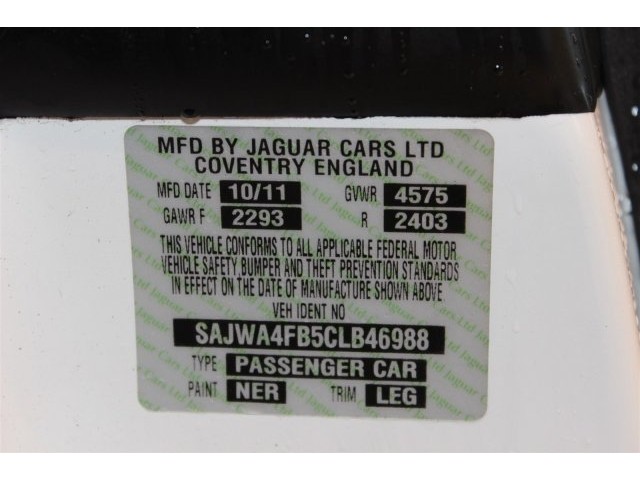 MFD BY JAGUAR CARS LTD
COVENTRY ENGLAND
MFD DATE 10/11 GVWR 4575
GAWR F 2293 R 2403
THIS VEHICLE CONFORMS TO ALL APPLICABLE FEDERAL MOTOR
VEHICLE SAFETY, BUMPER AND THEFT PREVENTION STANDARDS
IN EFFECT ON THE DATE OF MANUFACTURE SHOWN ABOVE
VEH IDENT NO
SAJWA4FB5CLB46988
TYPE PASSENGER CAR
PAINT NER TRIM LEG